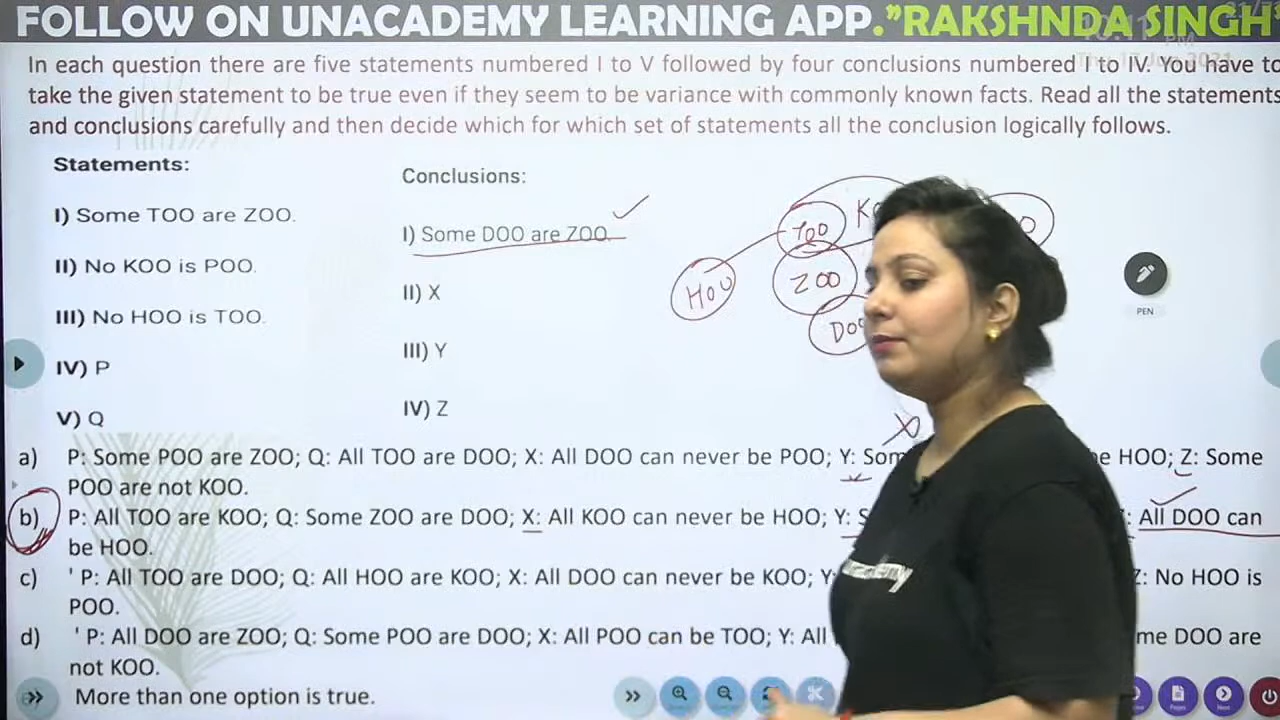 FOLLOW ON UNACADEMY LEARNING APP."RAKSHNDA SINGH"
In each question there are five statements numbered I to V followed by four conclusions numbered I to IV. You have to
take the given statement to be true even if they seem to be variance with commonly known facts. Read all the statements
and conclusions carefully and then decide which for which set of statements all the conclusion logically follows.
Statements:
I) Some TOO are ZOO.
II) No KOO is POO.
III) No HOO is TOO.
IV) P
V) Q
Conclusions:
I) Some DOO are ZOO
II) X
III) Y
IV) Z
TOO
HOO
ZOO
DOO
PEN
a) P: Some POO are ZOO; Q: All TOO are DOO; X: All DOO can never be POO; Y: HOO; Z: Some
POO are not KOO.
b) P: All TOO are KOO; Q: Some ZOO are DOO; X: All KOO can never be HOO; Y: All DOO can
be HOO.
c) ' P: All TOO are DOO; Q: All HOO are KOO; X: All DOO can never be KOO; Z: No HOO is
POO.
d) ' P: All DOO are ZOO; Q: Some POO are DOO; X: All POO can be TOO; Y: All DOO are
not KOO.
More than one option is true.